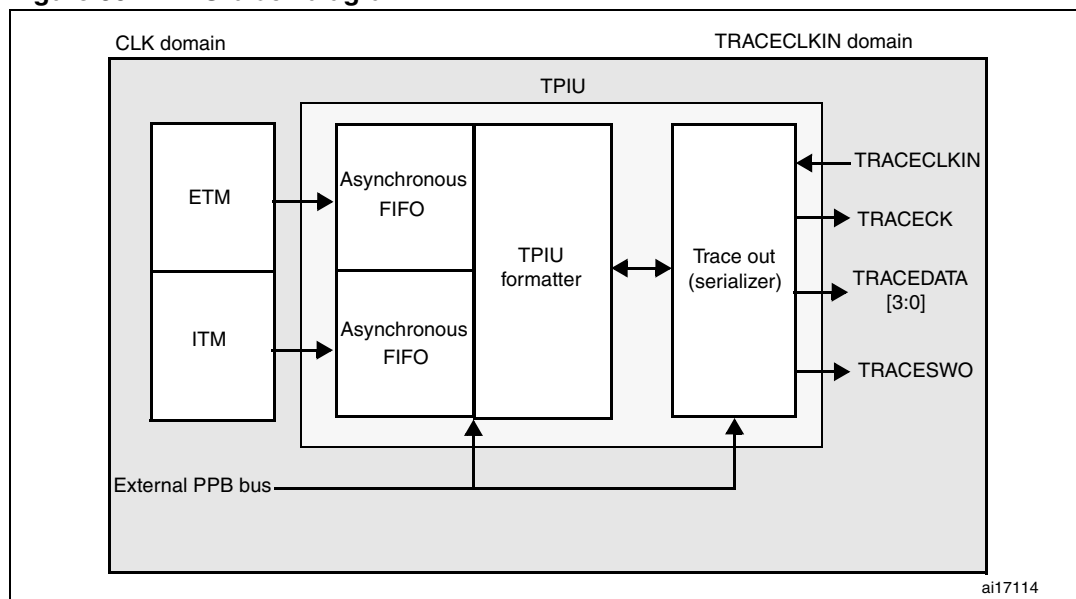 CLK domain
TRACECLKIN domain
TPIU
ETM
Asynchronous
FIFO
TPIU
formatter
Trace out
(serializer)
TRACECLKIN
TRACECK
TRACEDATA
[3:0]
ITM
Asynchronous
FIFO
TRACESWO
External PPB bus
ai17114